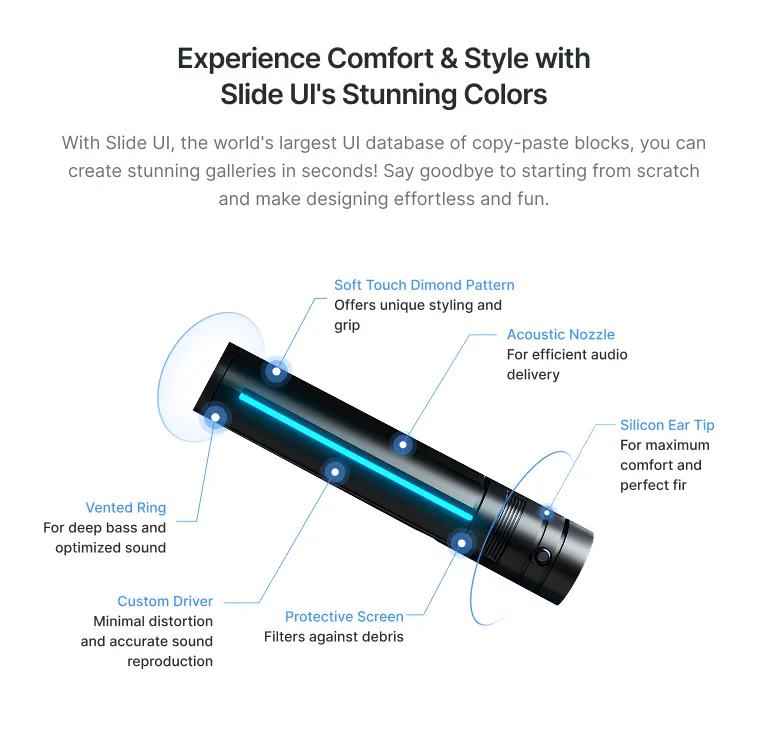 Experience Comfort & Style with
Slide UI's Stunning Colors
With Slide UI, the world's largest UI database of copy-paste blocks, you can
create stunning galleries in seconds! Say goodbye to starting from scratch
and make designing effortless and fun.
Soft Touch Dimond Pattern
Offers unique styling and
grip
Acoustic Nozzle
For efficient audio
delivery
Silicon Ear Tip
For maximum
comfort and
perfect fir
Vented Ring
For deep bass and
optimized sound
Custom Driver
Minimal distortion
and accurate sound
reproduction
Protective Screen
Filters against debris